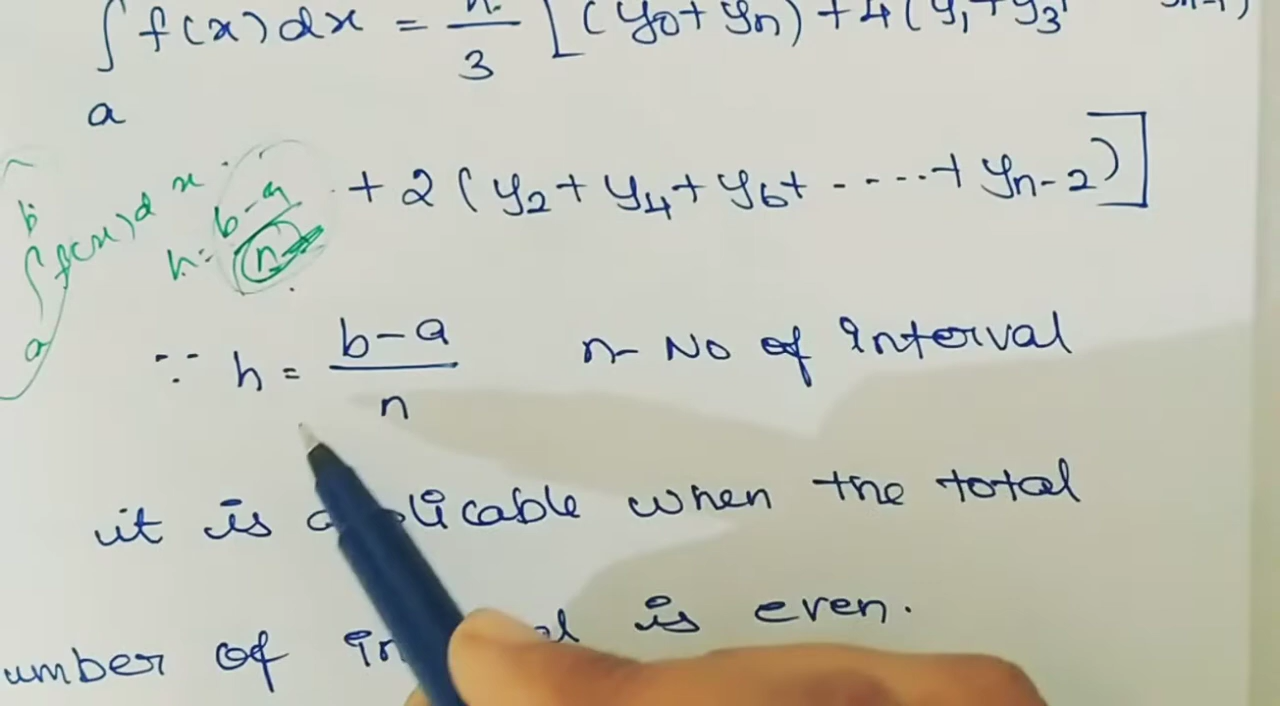 ∫ f(x)dx = h/3 [(y₀+yₙ)+4(y₁+y₃
a
+2(y₂+y₄+y₆+-----+yₙ₋₂)]
b
∫f(x)dx
a
h= b-a/n
∵ h = b-a/n n- No of interval
it is applicable when the total
umber of is even.